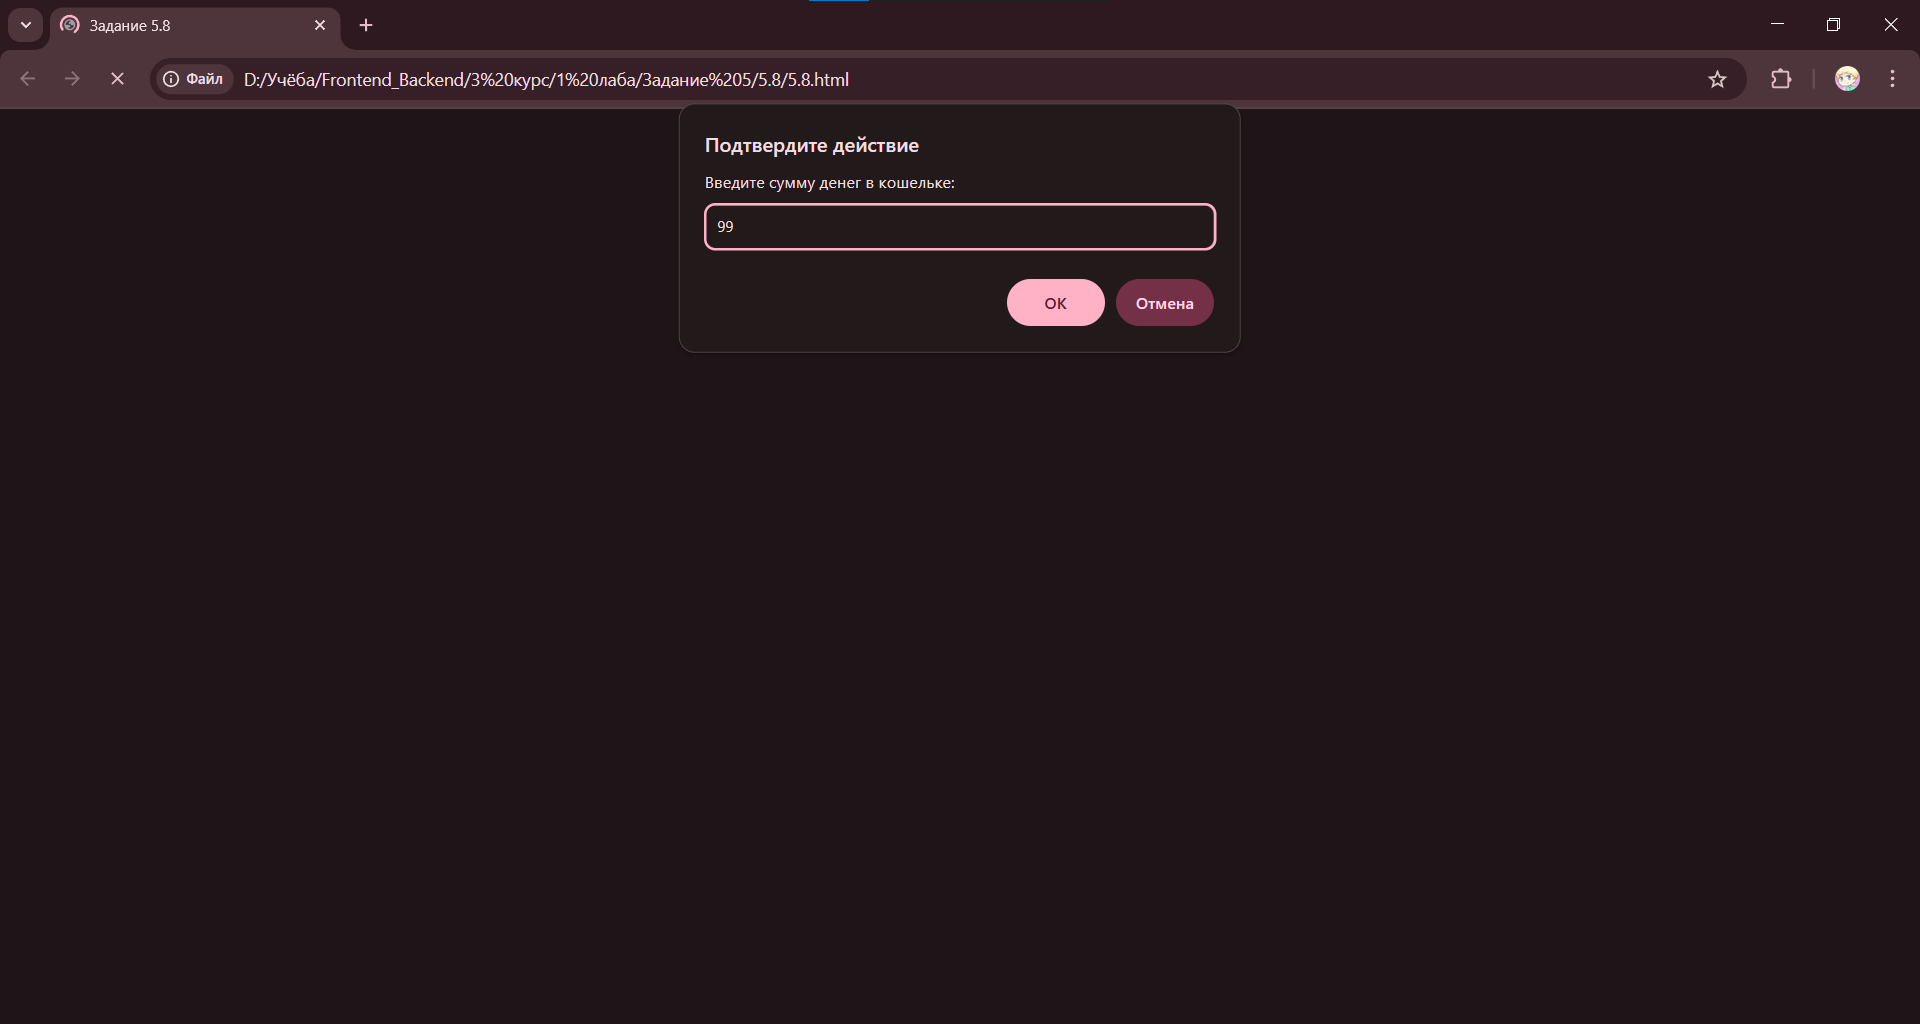 Задание 5.8
Файл D:/Учёба/Frontend_Backend/3%20курс/1%20лаба/Задание%205/5.8/5.8.html
Подтвердите действие
Введите сумму денег в кошельке:
99
ОК Отмена